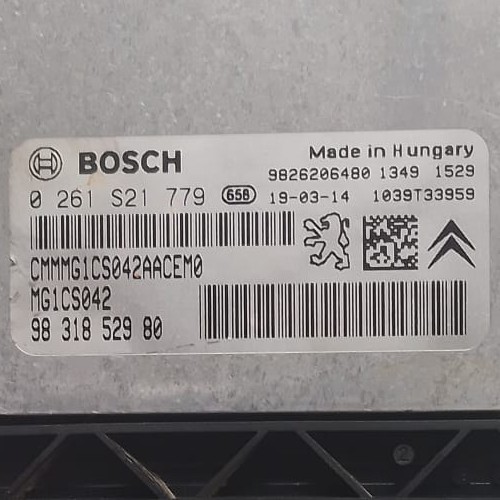 BOSCH
Made in Hungary
9826206480 1349 1529
0 261 S21 779 658 19-03-14 1039T33959
CMMMG1CS042AACEM0
MG1CS042
98 318 529 80
2